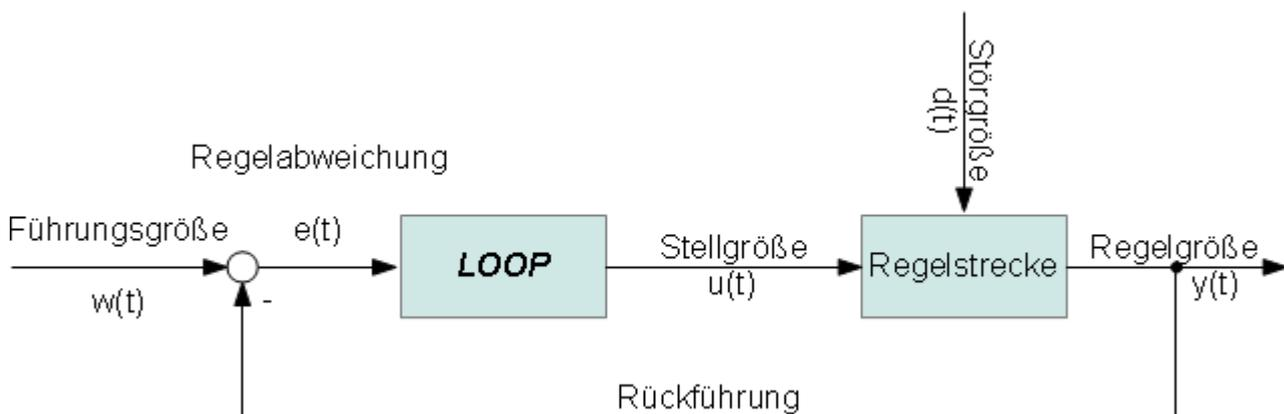 Störgröße
d(t)
Regelabweichung
Führungsgröße
e(t)
w(t)
-
LOOP
Stellgröße
u(t)
Regelstrecke
Regelgröße
y(t)
Rückführung